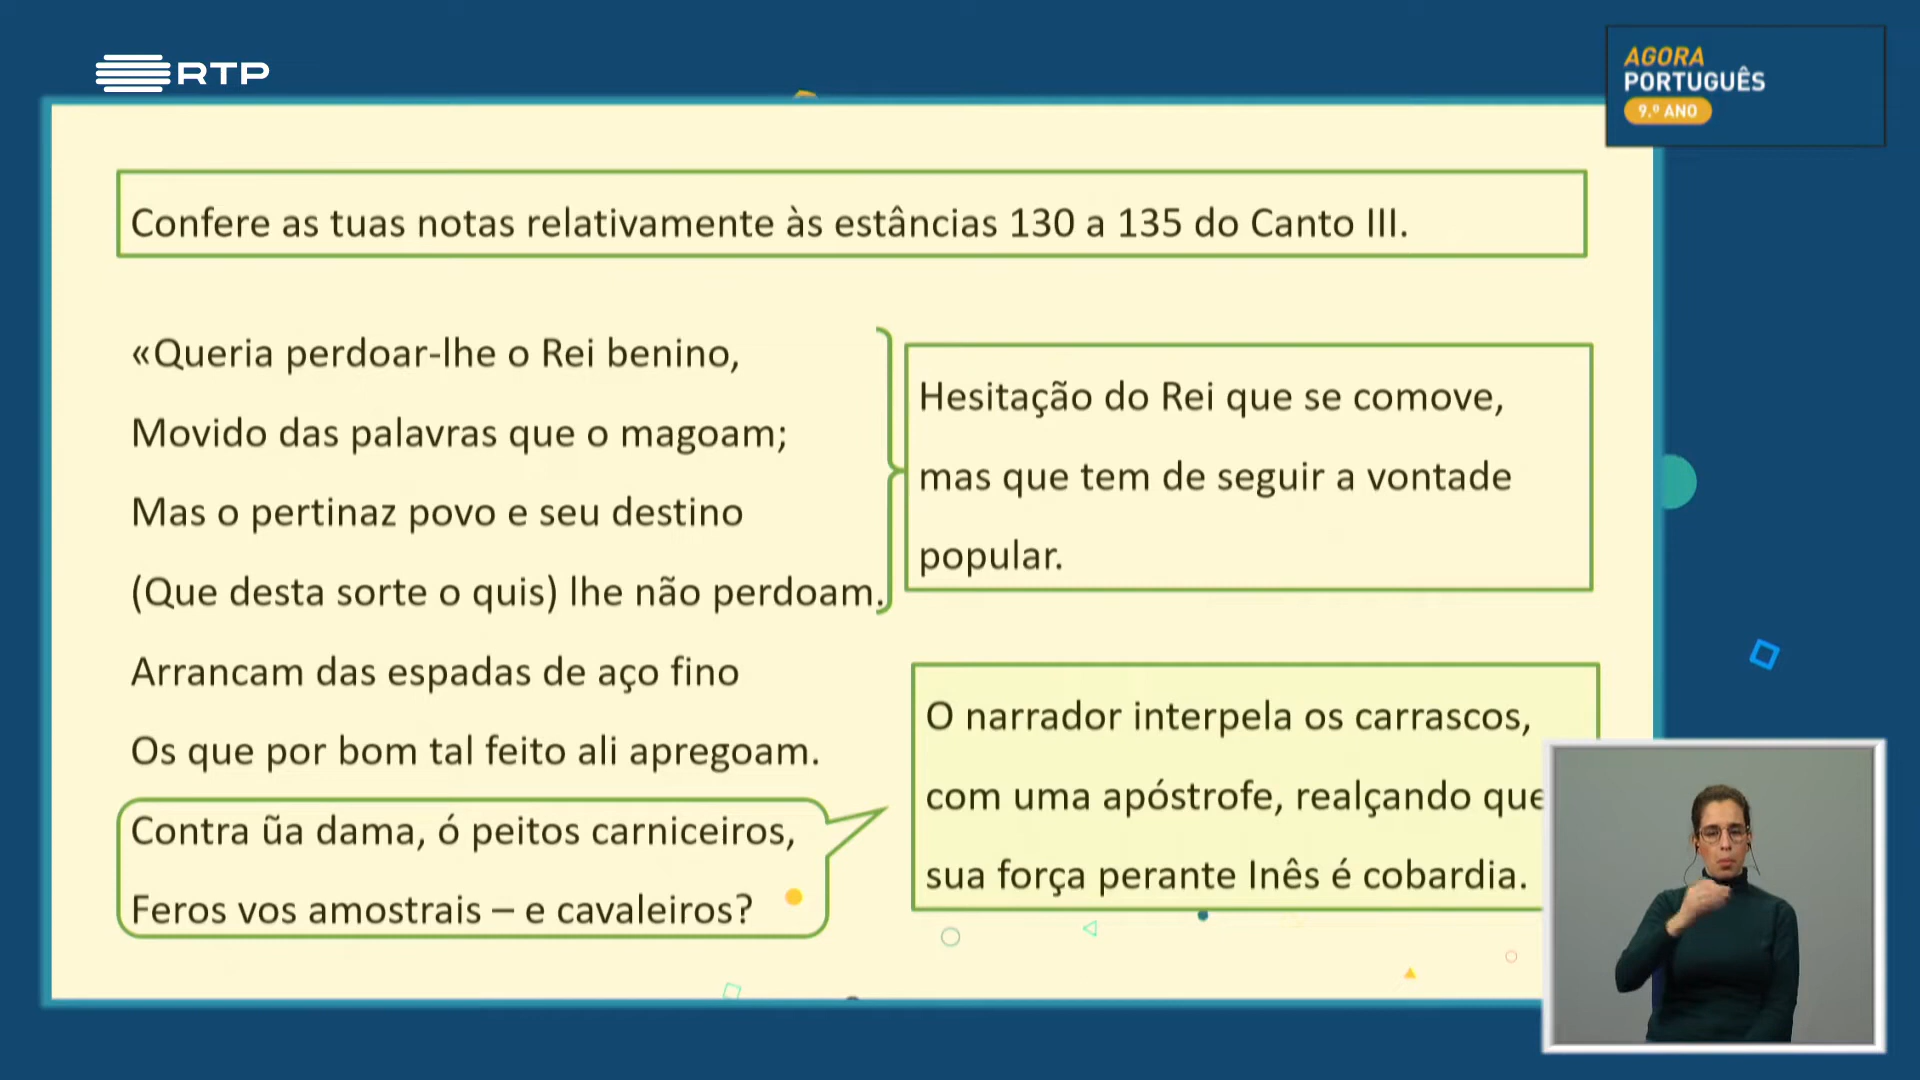 RTP
AGORA
PORTUGUÊS
9.º ANO
Confere as tuas notas relativamente às estâncias 130 a 135 do Canto III.
«Queria perdoar-lhe o Rei benino,
Movido das palavras que o magoam;
Mas o pertinaz povo e seu destino
(Que desta sorte o quis) lhe não perdoam.
Arrancam das espadas de aço fino
Os que por bom tal feito ali apregoam.
Contra ũa dama, ó peitos carniceiros,
Feros vos amostrais – e cavaleiros?
Hesitação do Rei que se comove,
mas que tem de seguir a vontade
popular.
O narrador interpela os carrascos,
com uma apóstrofe, realçando que
sua força perante Inês é cobardia.